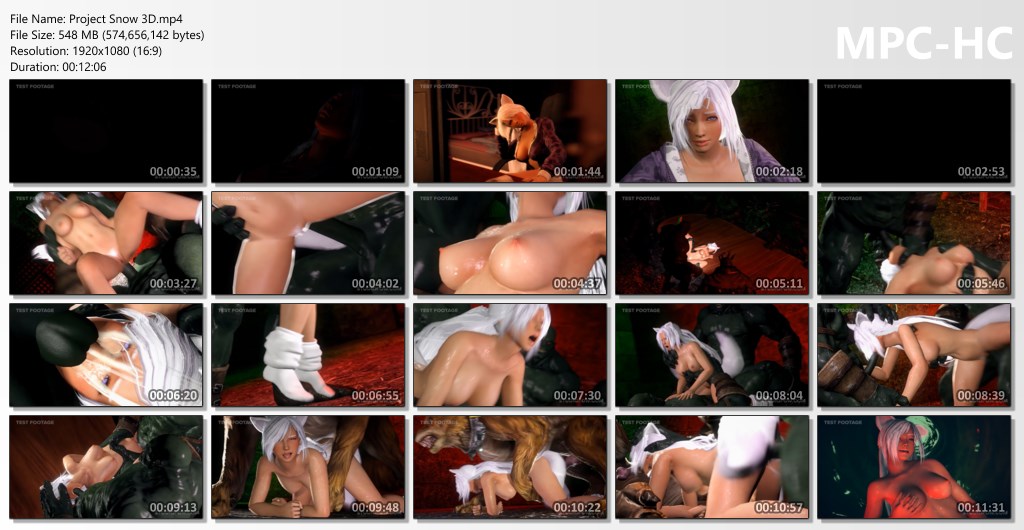 File Name: Project Snow 3D.mp4
File Size: 548 MB (574,656,142 bytes)
Resolution: 1920x1080 (16:9)
Duration: 00:12:06
MPC-HC
TEST FOOTAGE TEST FOOTAGE TEST FOOTAGE TEST FOOTAGE TEST FOOTAGE
00:00:35 00:01:09 00:01:44 00:02:18 00:02:53
TEST FOOTAGE TEST FOOTAGE TEST FOOTAGE TEST FOOTAGE TEST FOOTAGE
00:03:27 00:04:02 00:04:37 00:05:11 00:05:46
TEST FOOTAGE TEST FOOTAGE TEST FOOTAGE TEST FOOTAGE TEST FOOTAGE
00:06:20 00:06:55 00:07:30 00:08:04 00:08:39
TEST FOOTAGE TEST FOOTAGE TEST FOOTAGE TEST FOOTAGE TEST FOOTAGE
00:09:13 00:09:48 00:10:22 00:10:57 00:11:31